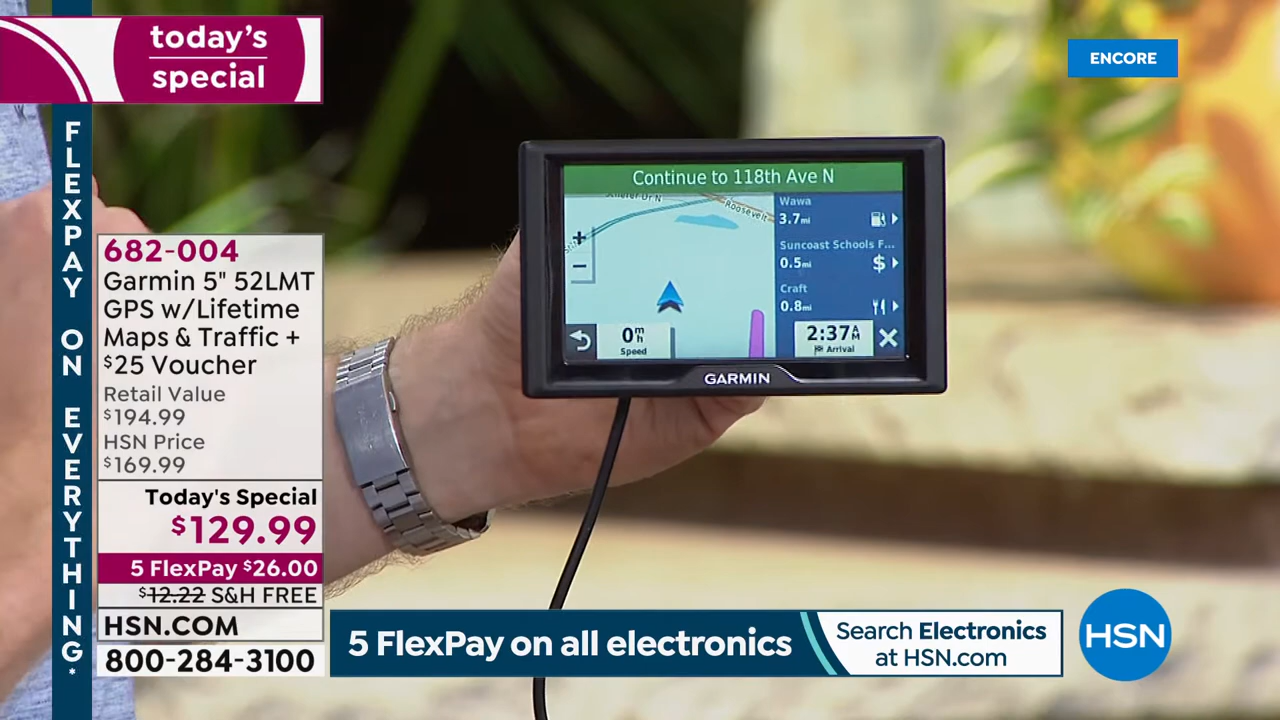 today's
special
ENCORE
FLEXPAY ON EVERYTHING*
682-004
Garmin 5" 52LMT
GPS w/Lifetime
Maps & Traffic +
$25 Voucher
Retail Value
$194.99
HSN Price
$169.99
Today's Special
$129.99
5 FlexPay $26.00
$12.22 S&H FREE
HSN.COM
800-284-3100
Continue to 118th Ave N
Roosevelt
Wawa
3.7mi
Suncoast Schools F...
$
0.5mi
Craft
0.8mi
+
−
0mh
Speed
2:37AM
Arrival
GARMIN
5 FlexPay on all electronics
Search Electronics
at HSN.com
HSN